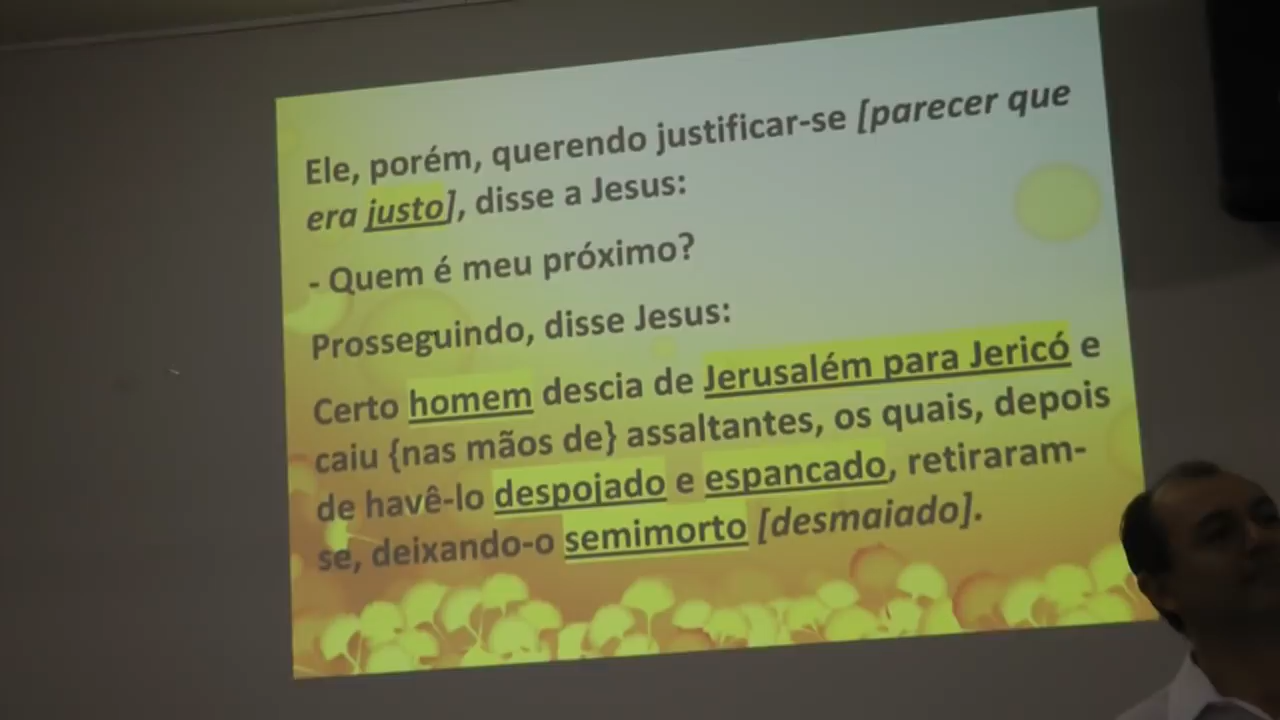 Ele, porém, querendo justificar-se [parecer que
era justo], disse a Jesus:
- Quem é meu próximo?
Prosseguindo, disse Jesus:
Certo homem descia de Jerusalém para Jericó e
caiu {nas mãos de} assaltantes, os quais, depois
de havê-lo despojado e espancado, retiraram-
se, deixando-o semimorto [desmaiado].